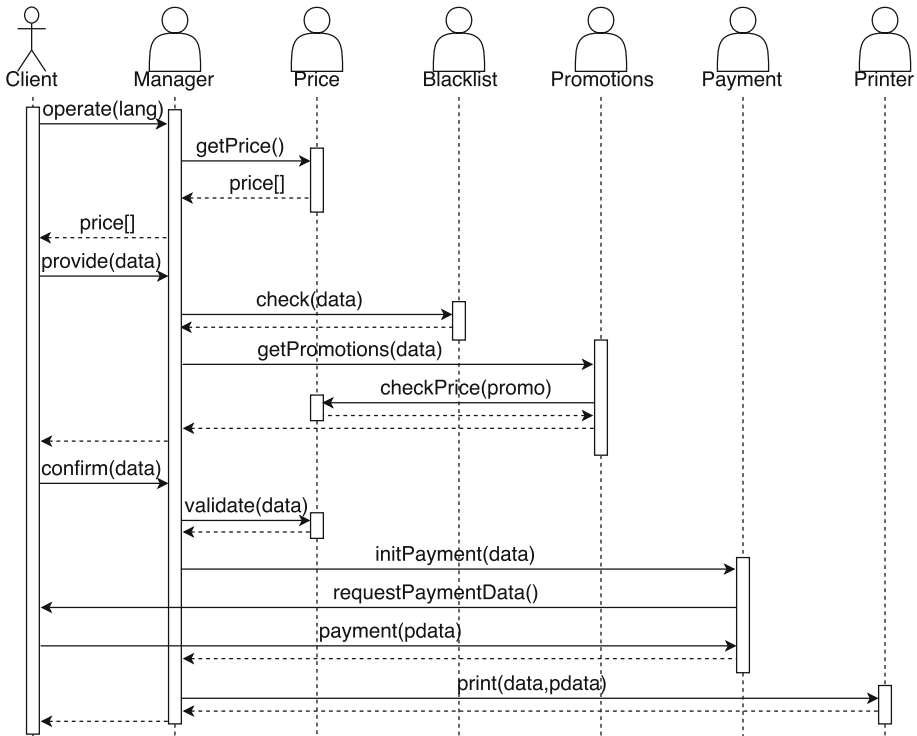 Client Manager Price Blacklist Promotions Payment Printer
operate(lang)
getPrice()
price[]
price[]
provide(data)
check(data)
getPromotions(data)
checkPrice(promo)
confirm(data)
validate(data)
initPayment(data)
requestPaymentData()
payment(pdata)
print(data,pdata)